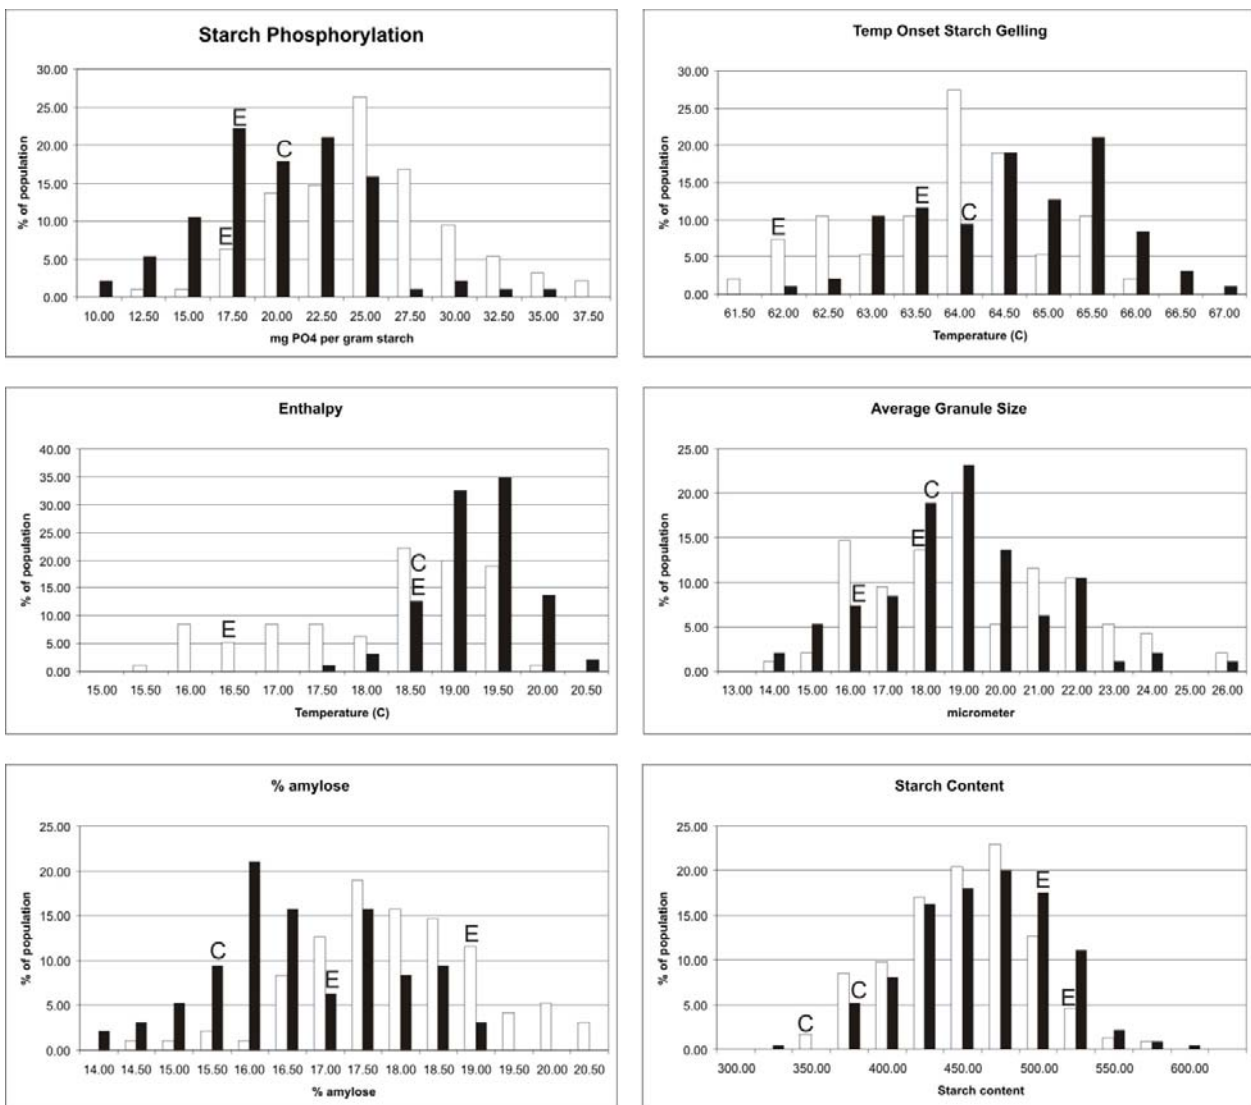 Starch Phosphorylation
30.00
25.00
20.00
15.00
10.00
5.00
0.00
% of population
E
E
C
10.00 12.50 15.00 17.50 20.00 22.50 25.00 27.50 30.00 32.50 35.00 37.50
mg PO4 per gram starch
Temp Onset Starch Gelling
30.00
25.00
20.00
15.00
10.00
5.00
0.00
% of population
E
E
C
61.50 62.00 62.50 63.00 63.50 64.00 64.50 65.00 65.50 66.00 66.50 67.00
Temperature (C)
Enthalpy
40.00
35.00
30.00
25.00
20.00
15.00
10.00
5.00
0.00
% of population
E
C
E
15.00 15.50 16.00 16.50 17.00 17.50 18.00 18.50 19.00 19.50 20.00 20.50
Temperature (C)
Average Granule Size
25.00
20.00
15.00
10.00
5.00
0.00
% of population
E
E
C
13.00 14.00 15.00 16.00 17.00 18.00 19.00 20.00 21.00 22.00 23.00 24.00 25.00 26.00
micrometer
% amylose
25.00
20.00
15.00
10.00
5.00
0.00
% of population
C
E
E
14.00 14.50 15.00 15.50 16.00 16.50 17.00 17.50 18.00 18.50 19.00 19.50 20.00 20.50
% amylose
Starch Content
25.00
20.00
15.00
10.00
5.00
0.00
% of population
C
C
E
E
300.00 350.00 400.00 450.00 500.00 550.00 600.00
Starch content